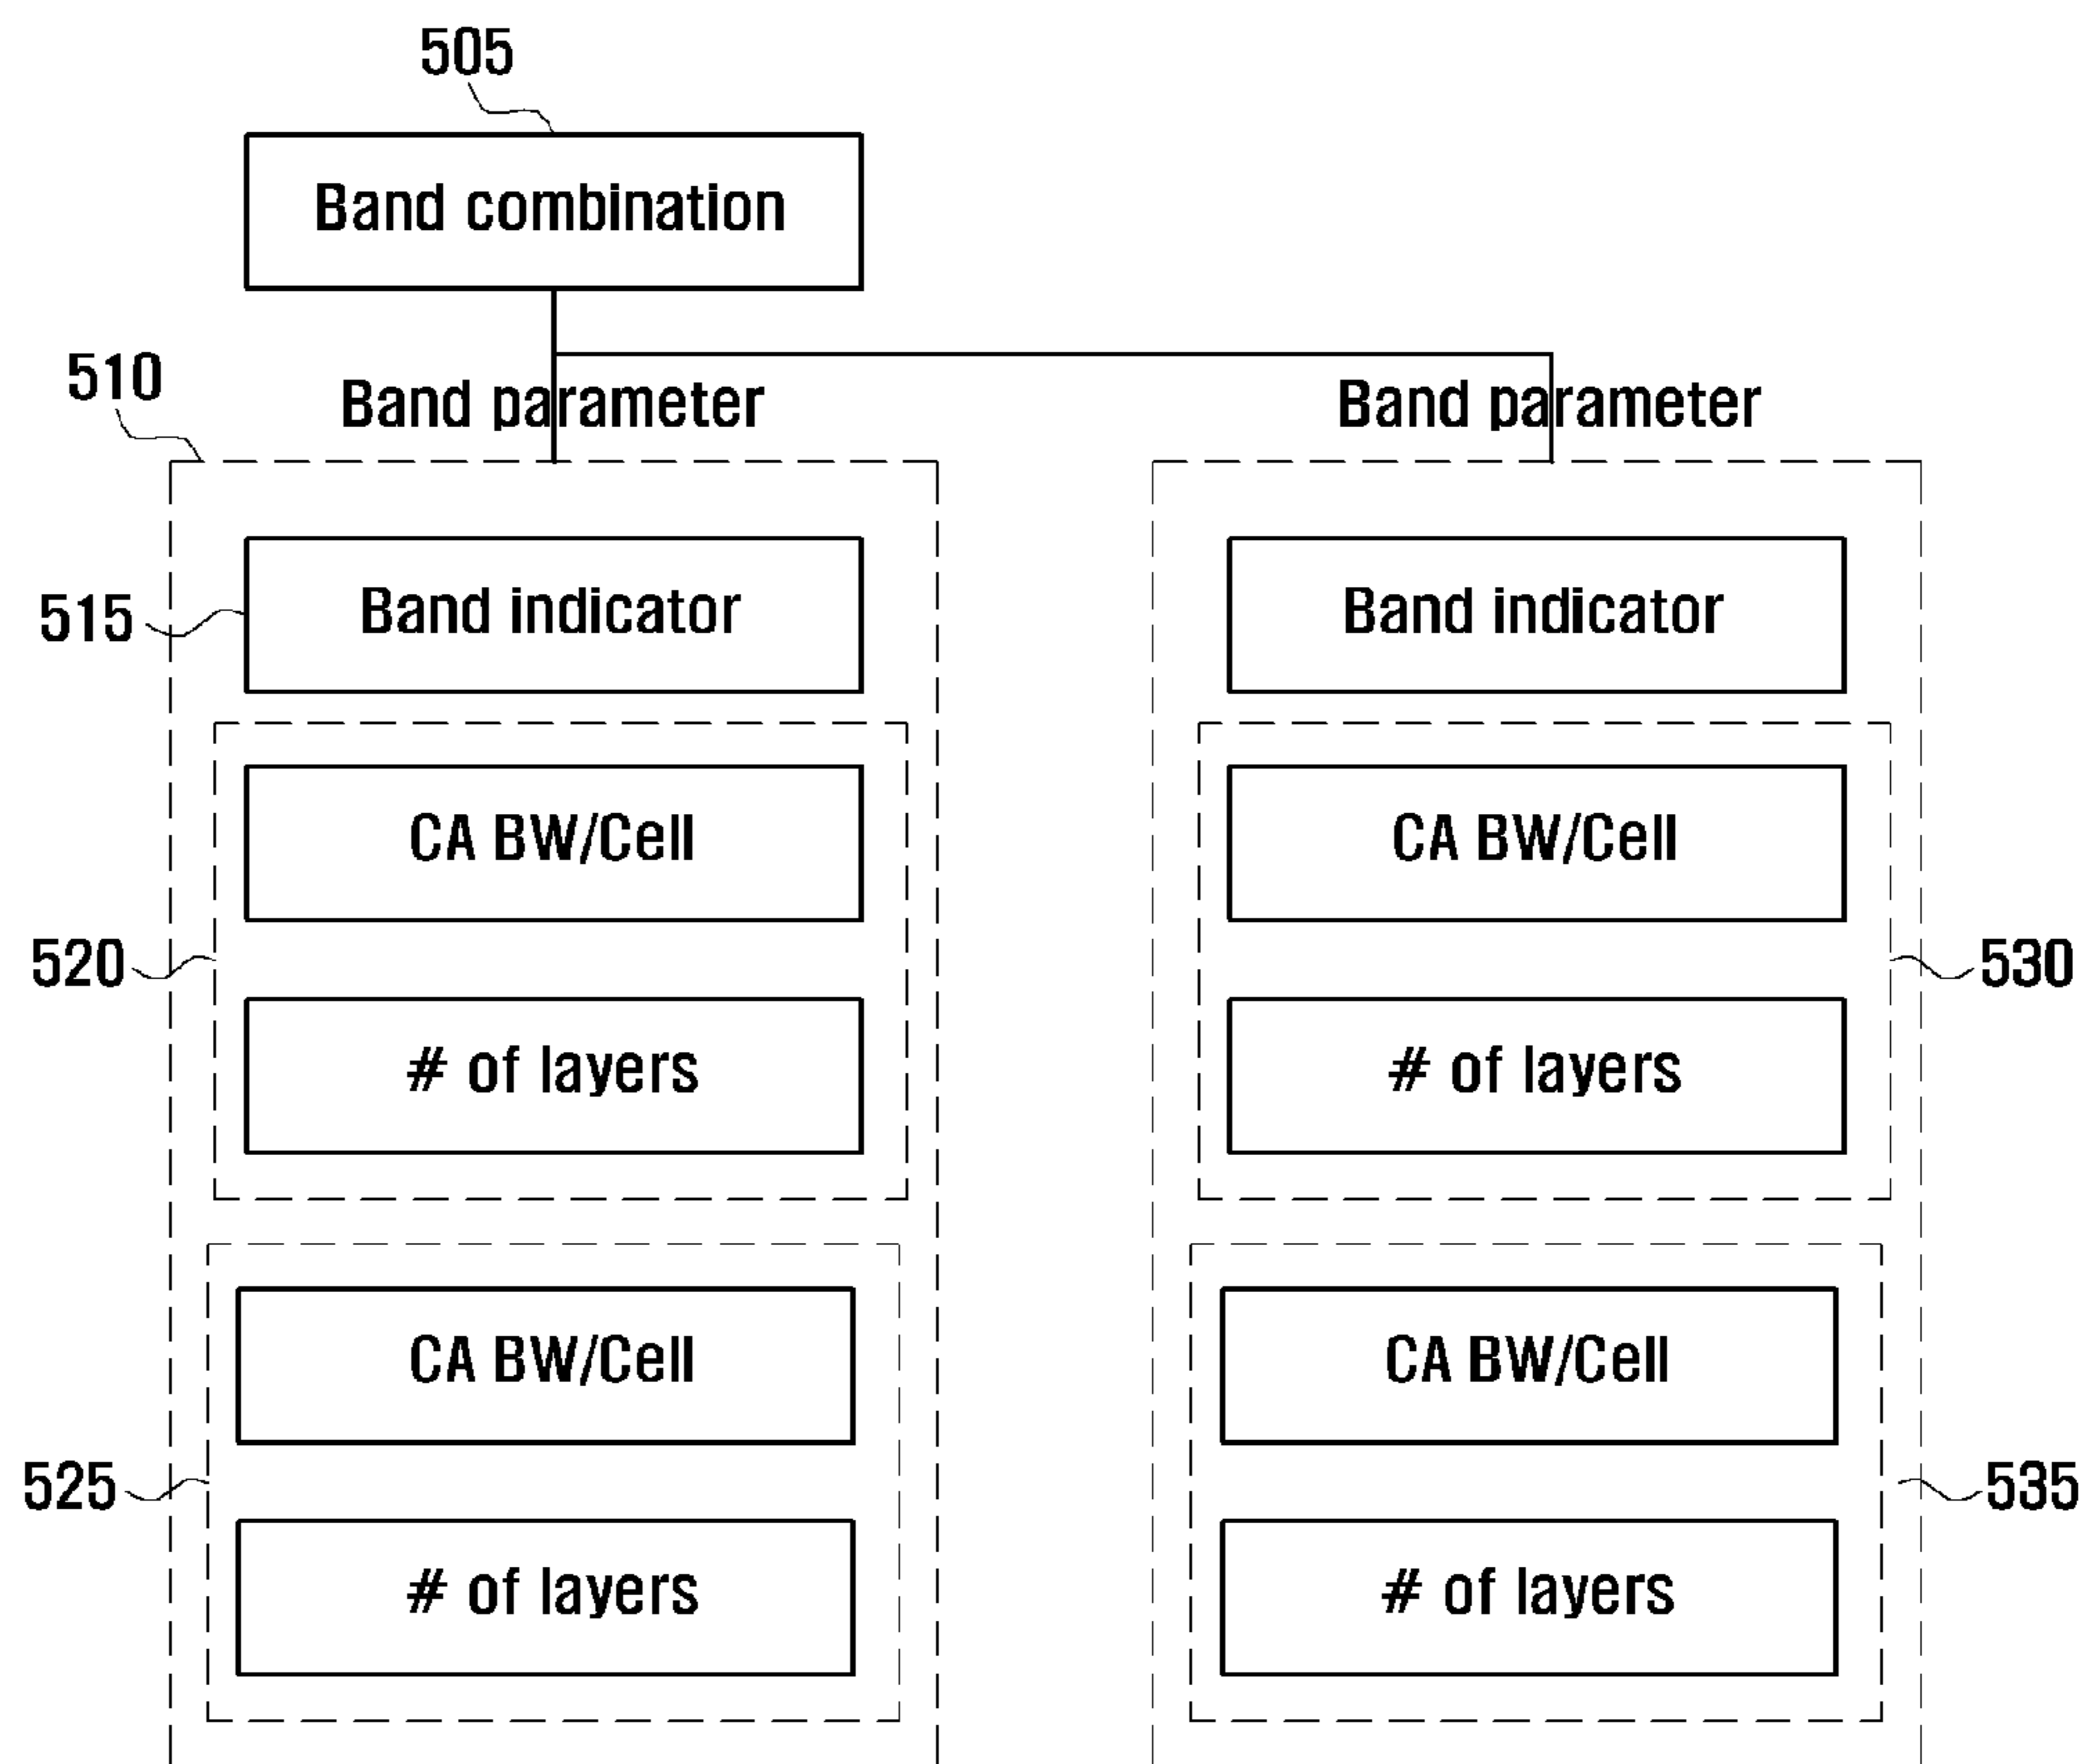 505
Band combination
510
Band parameter
Band parameter
515
Band indicator
Band indicator
CA BW/Cell
CA BW/Cell
520
530
# of layers
# of layers
CA BW/Cell
CA BW/Cell
525
535
# of layers
# of layers